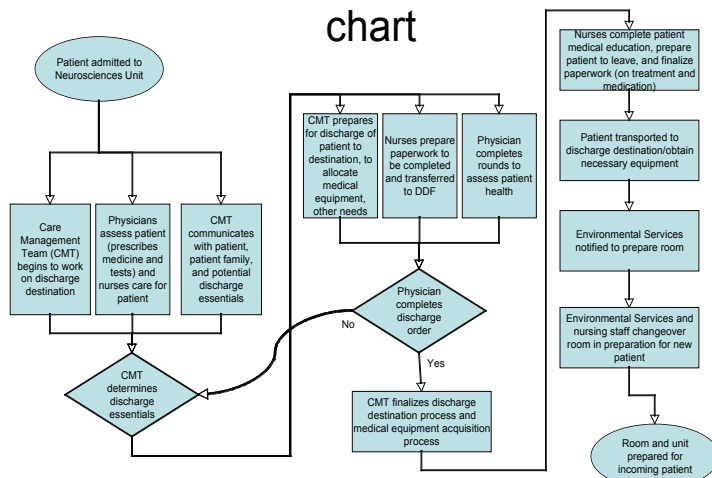 chart
Patient admitted to
Neurosciences Unit
Care
Management
Team (CMT)
begins to work
on discharge
destination
Physicians
assess patient
(prescribes
medicine and
tests) and
nurses care for
patient
CMT
communicates
with patient,
patient family,
and potential
discharge
essentials
CMT
determines
discharge
essentials
CMT prepares
for discharge of
patient to
destination, to
allocate
medical
equipment,
other needs
Nurses prepare
paperwork to
be completed
and transferred
to DDF
Physician
completes
rounds to
assess patient
health
Physician
completes
discharge
order
No
Yes
CMT finalizes discharge
destination process and
medical equipment acquisition
process
Nurses complete patient
medical education, prepare
patient to leave, and finalize
paperwork (on treatment and
medication)
Patient transported to
discharge destination/obtain
necessary equipment
Environmental Services
notified to prepare room
Environmental Services and
nursing staff changeover
room in preparation for new
patient
Room and unit
prepared for
incoming patient